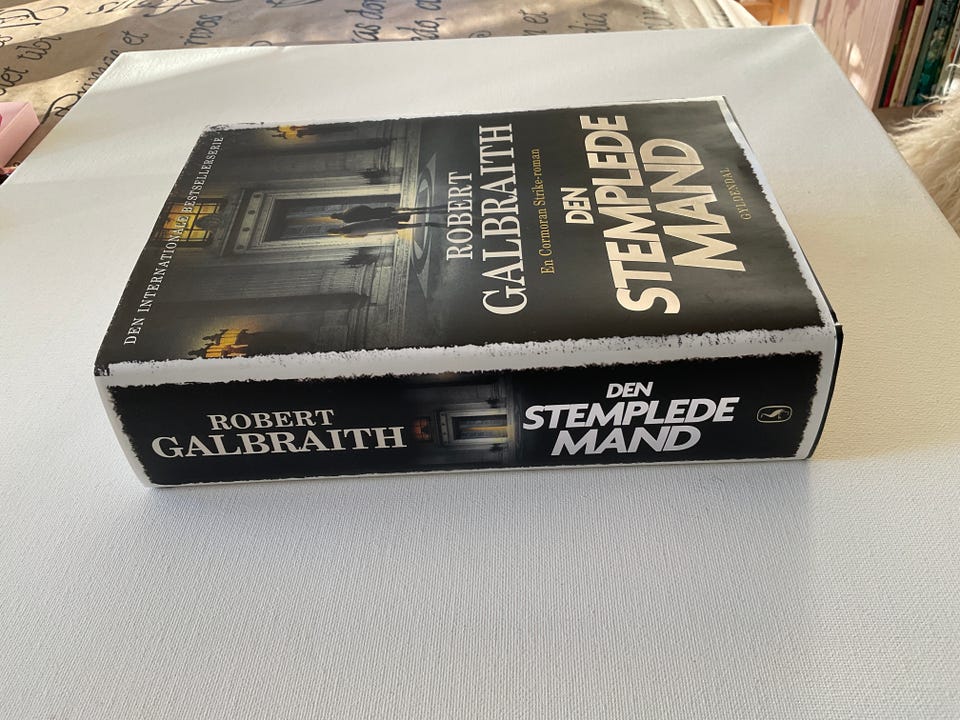 DEN INTERNATIONALE BESTSELLERSERIE
ROBERT
GALBRAITH
En Cormoran Strike-roman
DEN
STEMPLEDE
MAND
GYLDENDAL
ROBERT
GALBRAITH
DEN
STEMPLEDE
MAND